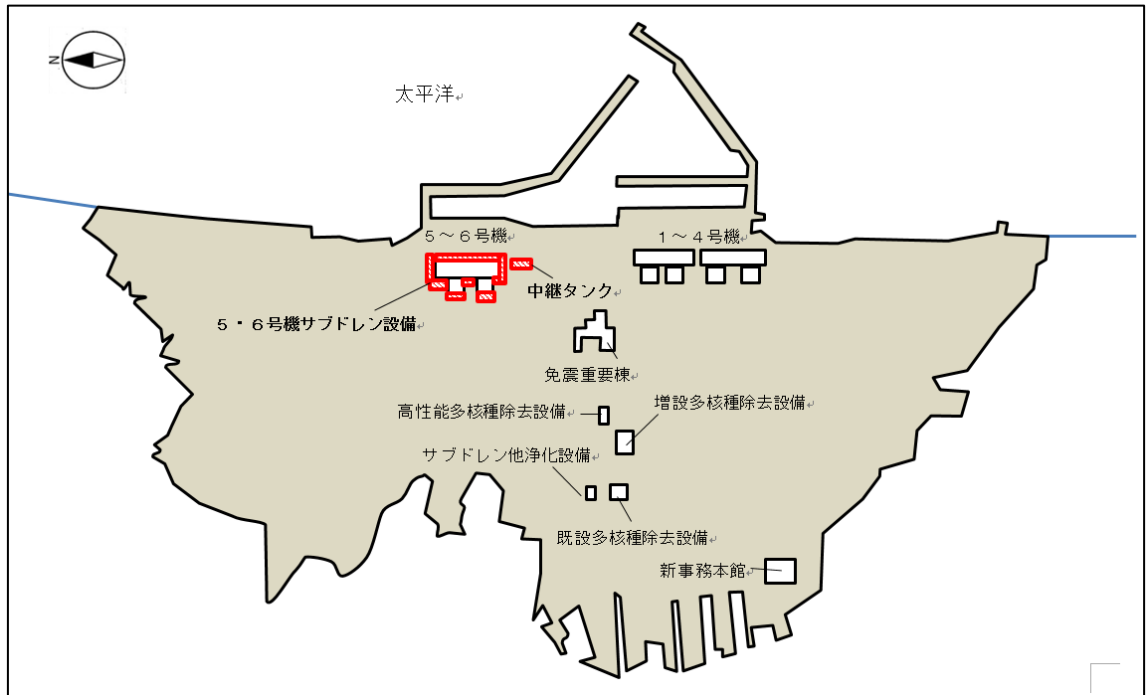 N
太平洋
５～６号機
１～４号機
中継タンク
５・６号機サブドレン設備
免震重要棟
高性能多核種除去設備
増設多核種除去設備
サブドレン他浄化設備
既設多核種除去設備
新事務本館